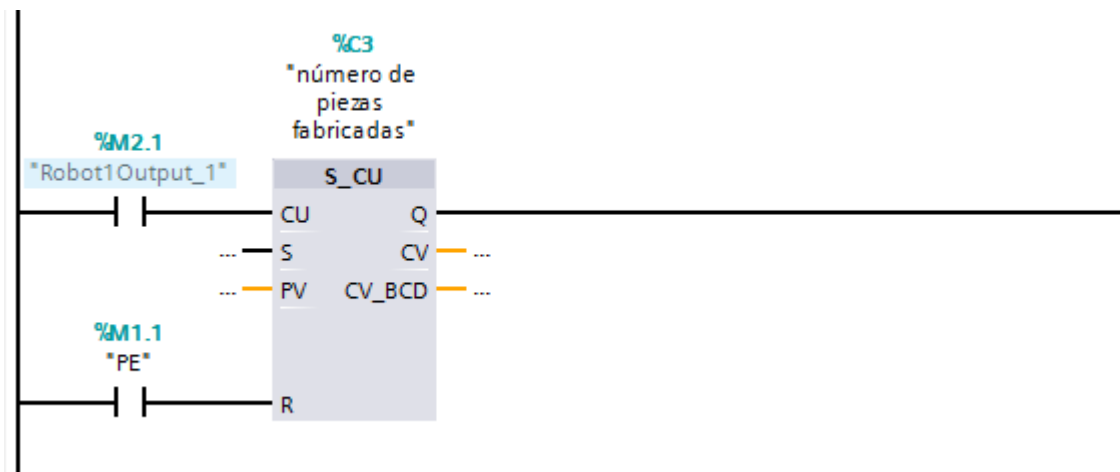 %C3
"número de
piezas
fabricadas"
%M2.1
"Robot1Output_1"
S_CU
CU Q
... S CV ...
... PV CV_BCD ...
%M1.1
"PE"
R